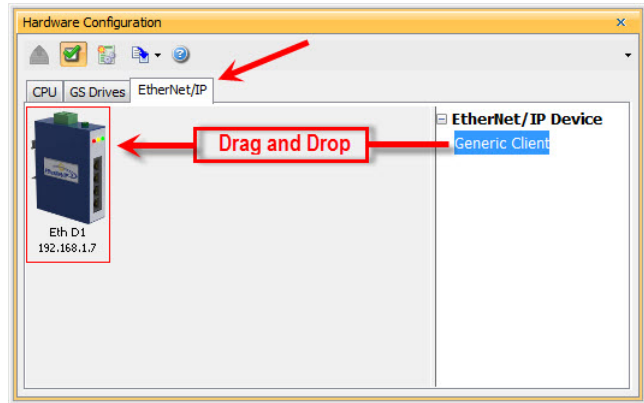 Hardware Configuration
CPU
GS Drives
EtherNet/IP
EtherNet/IP Device
Generic Client
Drag and Drop
Eth D1
192.168.1.7